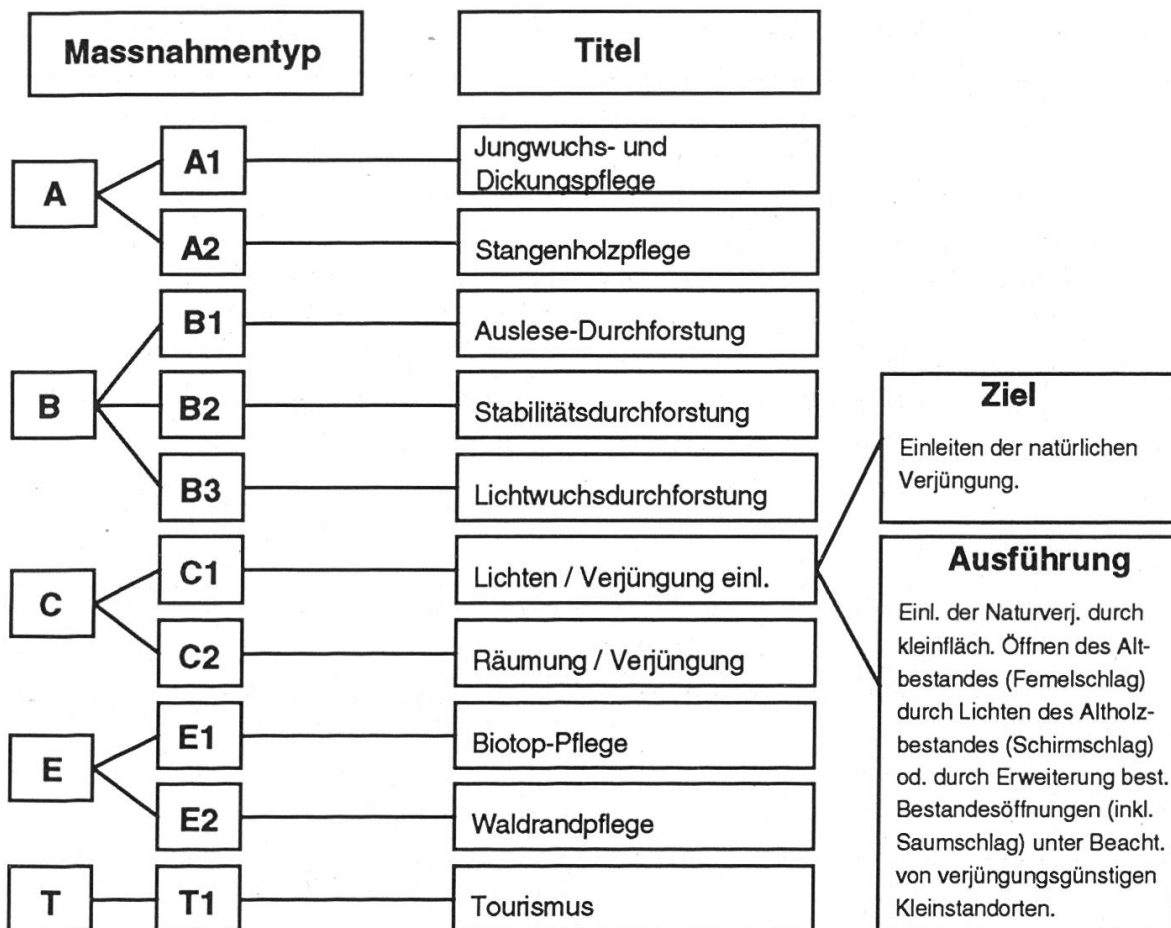 Massnahmentyp
Titel
A
A1
Jungwuchs- und
Dickungspflege
A2
Stangenholzpflege
B
B1
Auslese-Durchforstung
B2
Stabilitätsdurchforstung
B3
Lichtwuchsdurchforstung
C
C1
Lichten / Verjüngung einl.
C2
Räumung / Verjüngung
E
E1
Biotop-Pflege
E2
Waldrandpflege
T
T1
Tourismus
Ziel
Einleiten der natürlichen
Verjüngung.
Ausführung
Einl. der Naturverj. durch
kleinfläch. Öffnen des Alt-
bestandes (Femelschlag)
durch Lichten des Altholz-
bestandes (Schirmschlag)
od. durch Erweiterung best.
Bestandesöffnungen (inkl.
Saumschlag) unter Beacht.
von verjüngungsgünstigen
Kleinstandorten.